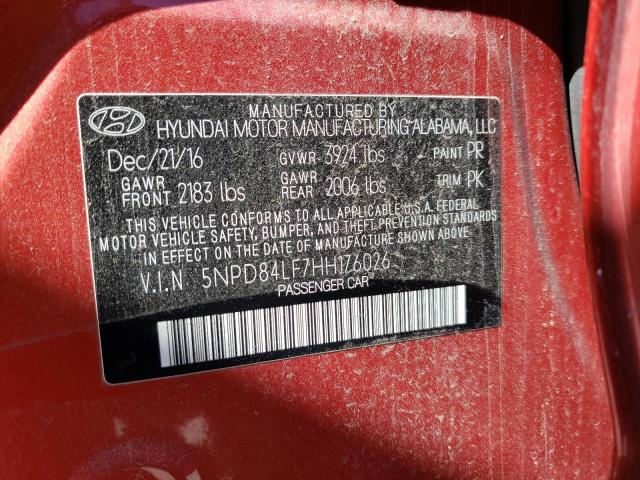 MANUFACTURED BY
HYUNDAI MOTOR MANUFACTURING ALABAMA, LLC
Dec/21/16 GVWR 3924 lbs PAINT PR
GAWR FRONT 2183 lbs GAWR REAR 2006 lbs TRIM PK
THIS VEHICLE CONFORMS TO ALL APPLICABLE U.S.A FEDERAL
MOTOR VEHICLE SAFETY, BUMPER, AND THEFT PREVENTION STANDARDS
IN EFFECT ON THE DATE OF MANUFACTURE SHOWN ABOVE.
V.I.N 5NPD84LF7HH176026
PASSENGER CAR